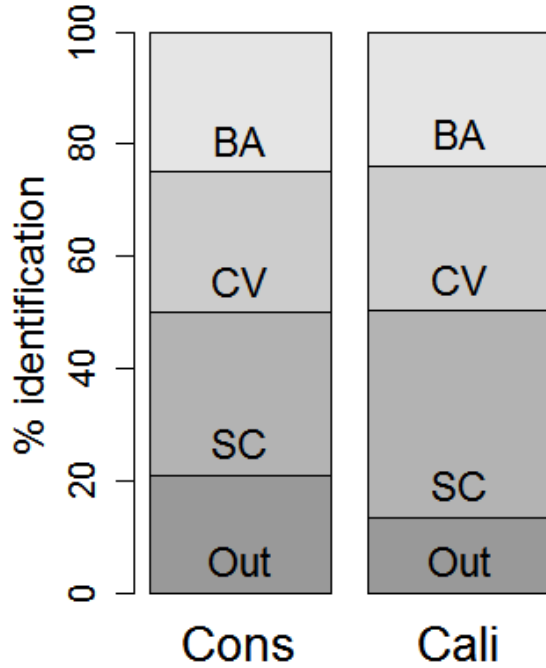 % identification
100
80
60
40
20
0
BA
CV
SC
Out
BA
CV
SC
Out
Cons
Cali